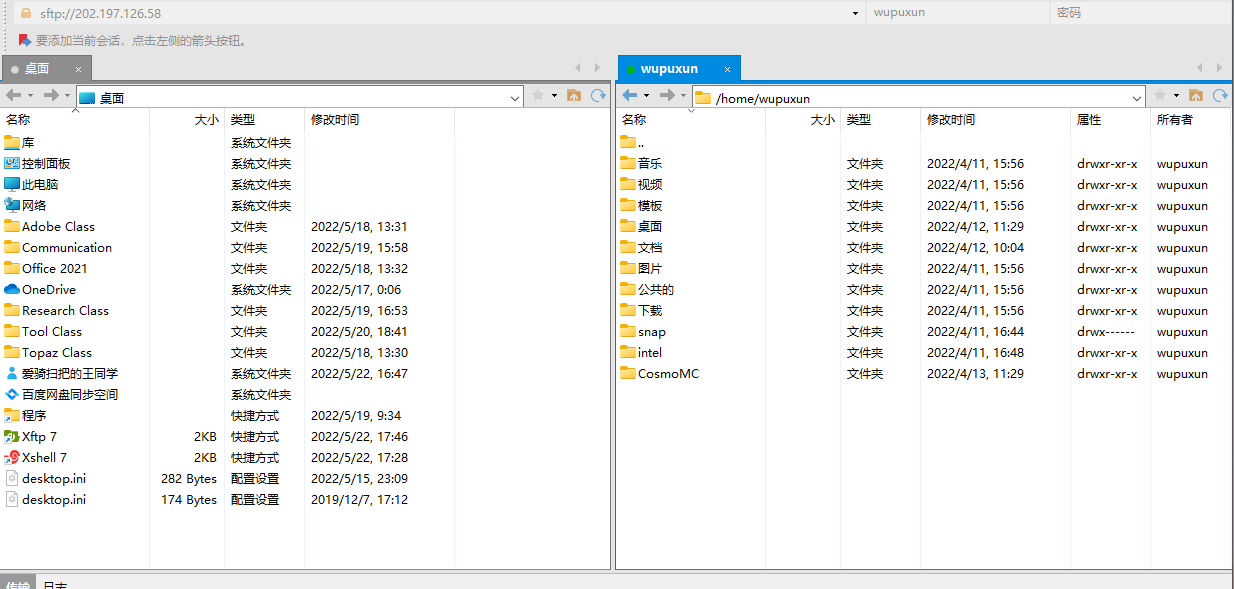 sftp://202.197.126.58 wupuxun 密码
要添加当前会话，点击左侧的箭头按钮。
桌面 × wupuxun ×
桌面 /home/wupuxun
名称 大小 类型 修改时间
库 系统文件夹
控制面板 系统文件夹
此电脑 系统文件夹
网络 系统文件夹
Adobe Class 文件夹 2022/5/18, 13:31
Communication 文件夹 2022/5/19, 15:58
Office 2021 文件夹 2022/5/18, 13:32
OneDrive 系统文件夹 2022/5/17, 0:06
Research Class 文件夹 2022/5/19, 16:53
Tool Class 文件夹 2022/5/20, 18:41
Topaz Class 文件夹 2022/5/18, 13:30
爱骑扫把的王同学 系统文件夹 2022/5/22, 16:47
百度网盘同步空间 系统文件夹
程序 快捷方式 2022/5/19, 9:34
Xftp 7 2KB 快捷方式 2022/5/22, 17:46
Xshell 7 2KB 快捷方式 2022/5/22, 17:28
desktop.ini 282 Bytes 配置设置 2022/5/15, 23:09
desktop.ini 174 Bytes 配置设置 2019/12/7, 17:12
名称 大小 类型 修改时间 属性 所有者
..
音乐 文件夹 2022/4/11, 15:56 drwxr-xr-x wupuxun
视频 文件夹 2022/4/11, 15:56 drwxr-xr-x wupuxun
模板 文件夹 2022/4/11, 15:56 drwxr-xr-x wupuxun
桌面 文件夹 2022/4/12, 11:29 drwxr-xr-x wupuxun
文档 文件夹 2022/4/12, 10:04 drwxr-xr-x wupuxun
图片 文件夹 2022/4/11, 15:56 drwxr-xr-x wupuxun
公共的 文件夹 2022/4/11, 15:56 drwxr-xr-x wupuxun
下载 文件夹 2022/4/11, 15:56 drwxr-xr-x wupuxun
snap 文件夹 2022/4/11, 16:44 drwx------ wupuxun
intel 文件夹 2022/4/11, 16:48 drwxr-xr-x wupuxun
CosmoMC 文件夹 2022/4/13, 11:29 drwxr-xr-x wupuxun
传输 日志